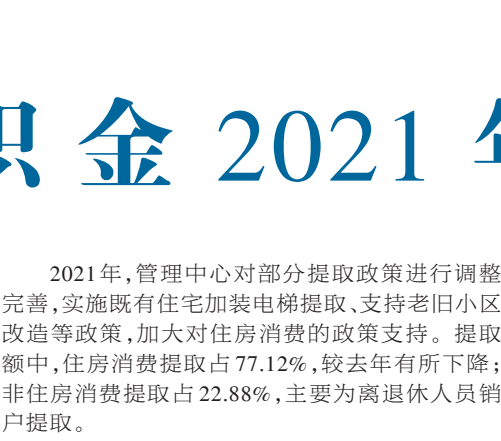 积金 2021 年
2021年,管理中心对部分提取政策进行调整
完善,实施既有住宅加装电梯提取、支持老旧小区
改造等政策,加大对住房消费的政策支持。提取
额中,住房消费提取占77.12%,较去年有所下降;
非住房消费提取占22.88%,主要为离退休人员销
户提取。